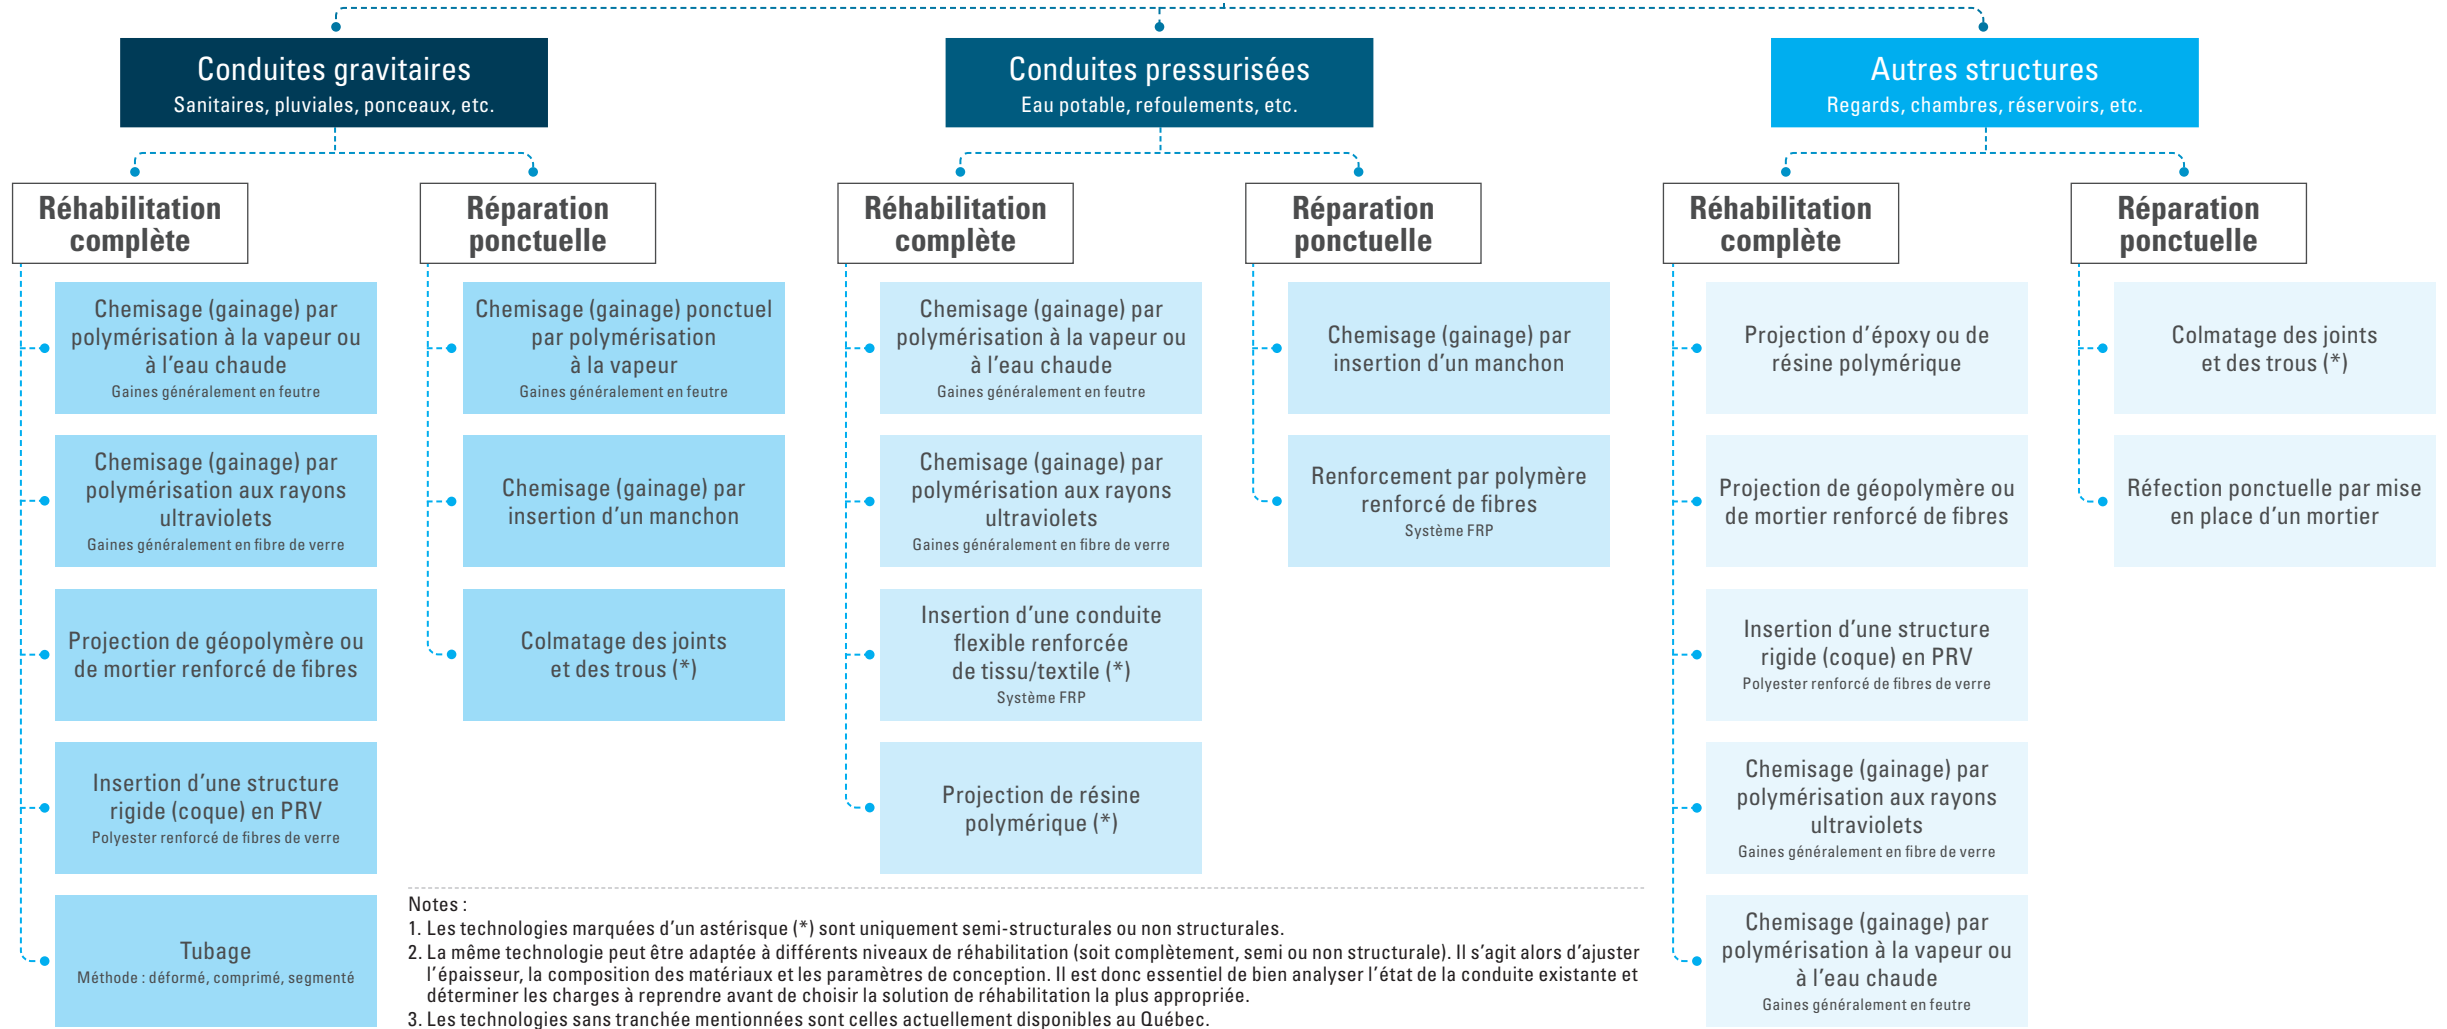 Conduites gravitaires
Sanitaires, pluviales, ponceaux, etc.
Réhabilitation
complète
Chemisage (gainage) par
polymérisation à la vapeur ou
à l'eau chaude
Gaines généralement en feutre
Chemisage (gainage) par
polymérisation aux rayons
ultraviolets
Gaines généralement en fibre de verre
Projection de géopolymère ou
de mortier renforcé de fibres
Insertion d'une structure
rigide (coque) en PRV
Polyester renforcé de fibres de verre
Tubage
Méthode : déformé, comprimé, segmenté
Réparation
ponctuelle
Chemisage (gainage) ponctuel
par polymérisation
à la vapeur
Gaines généralement en feutre
Chemisage (gainage) par
insertion d'un manchon
Colmatage des joints
et des trous (*)
Conduites pressurisées
Eau potable, refoulements, etc.
Réhabilitation
complète
Chemisage (gainage) par
polymérisation à la vapeur ou
à l'eau chaude
Gaines généralement en feutre
Chemisage (gainage) par
polymérisation aux rayons
ultraviolets
Gaines généralement en fibre de verre
Insertion d'une conduite
flexible renforcée
de tissu/textile (*)
Système FRP
Projection de résine
polymérique (*)
Réparation
ponctuelle
Chemisage (gainage) par
insertion d'un manchon
Renforcement par polymère
renforcé de fibres
Système FRP
Autres structures
Regards, chambres, réservoirs, etc.
Réhabilitation
complète
Projection d'époxy ou de
résine polymérique
Projection de géopolymère ou
de mortier renforcé de fibres
Insertion d'une structure
rigide (coque) en PRV
Polyester renforcé de fibres de verre
Chemisage (gainage) par
polymérisation aux rayons
ultraviolets
Gaines généralement en fibre de verre
Chemisage (gainage) par
polymérisation à la vapeur ou
à l'eau chaude
Gaines généralement en feutre
Réparation
ponctuelle
Colmatage des joints
et des trous (*)
Réfection ponctuelle par mise
en place d'un mortier
Notes :
1. Les technologies marquées d'un astérisque (*) sont uniquement semi-structurales ou non structurales.
2. La même technologie peut être adaptée à différents niveaux de réhabilitation (soit complètement, semi ou non structurale). Il s'agit alors d'ajuster
l'épaisseur, la composition des matériaux et les paramètres de conception. Il est donc essentiel de bien analyser l'état de la conduite existante et
déterminer les charges à reprendre avant de choisir la solution de réhabilitation la plus appropriée.
3. Les technologies sans tranchée mentionnées sont celles actuellement disponibles au Québec.